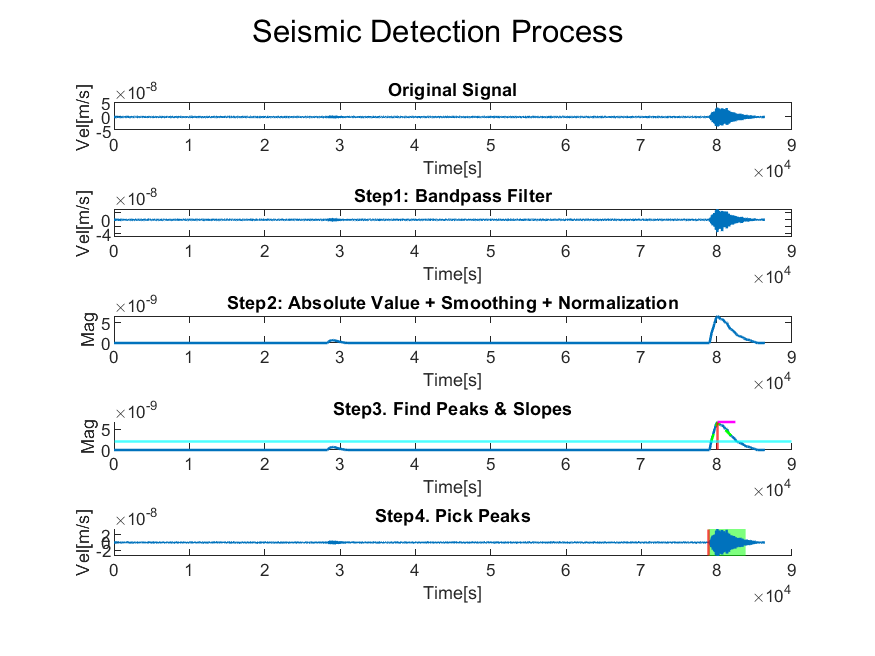 Seismic Detection Process
Original Signal
×10^-8
Vel[m/s]
5
0
-5
0 1 2 3 4 5 6 7 8 9
Time[s]
×10^4
Step1: Bandpass Filter
×10^-8
Vel[m/s]
0
-4
0 1 2 3 4 5 6 7 8 9
Time[s]
×10^4
Step2: Absolute Value + Smoothing + Normalization
×10^-9
Mag
5
0
0 1 2 3 4 5 6 7 8 9
Time[s]
×10^4
Step3. Find Peaks & Slopes
×10^-9
Mag
5
0
0 1 2 3 4 5 6 7 8 9
Time[s]
×10^4
Step4. Pick Peaks
×10^-8
Vel[m/s]
2
0
-2
0 1 2 3 4 5 6 7 8 9
Time[s]
×10^4